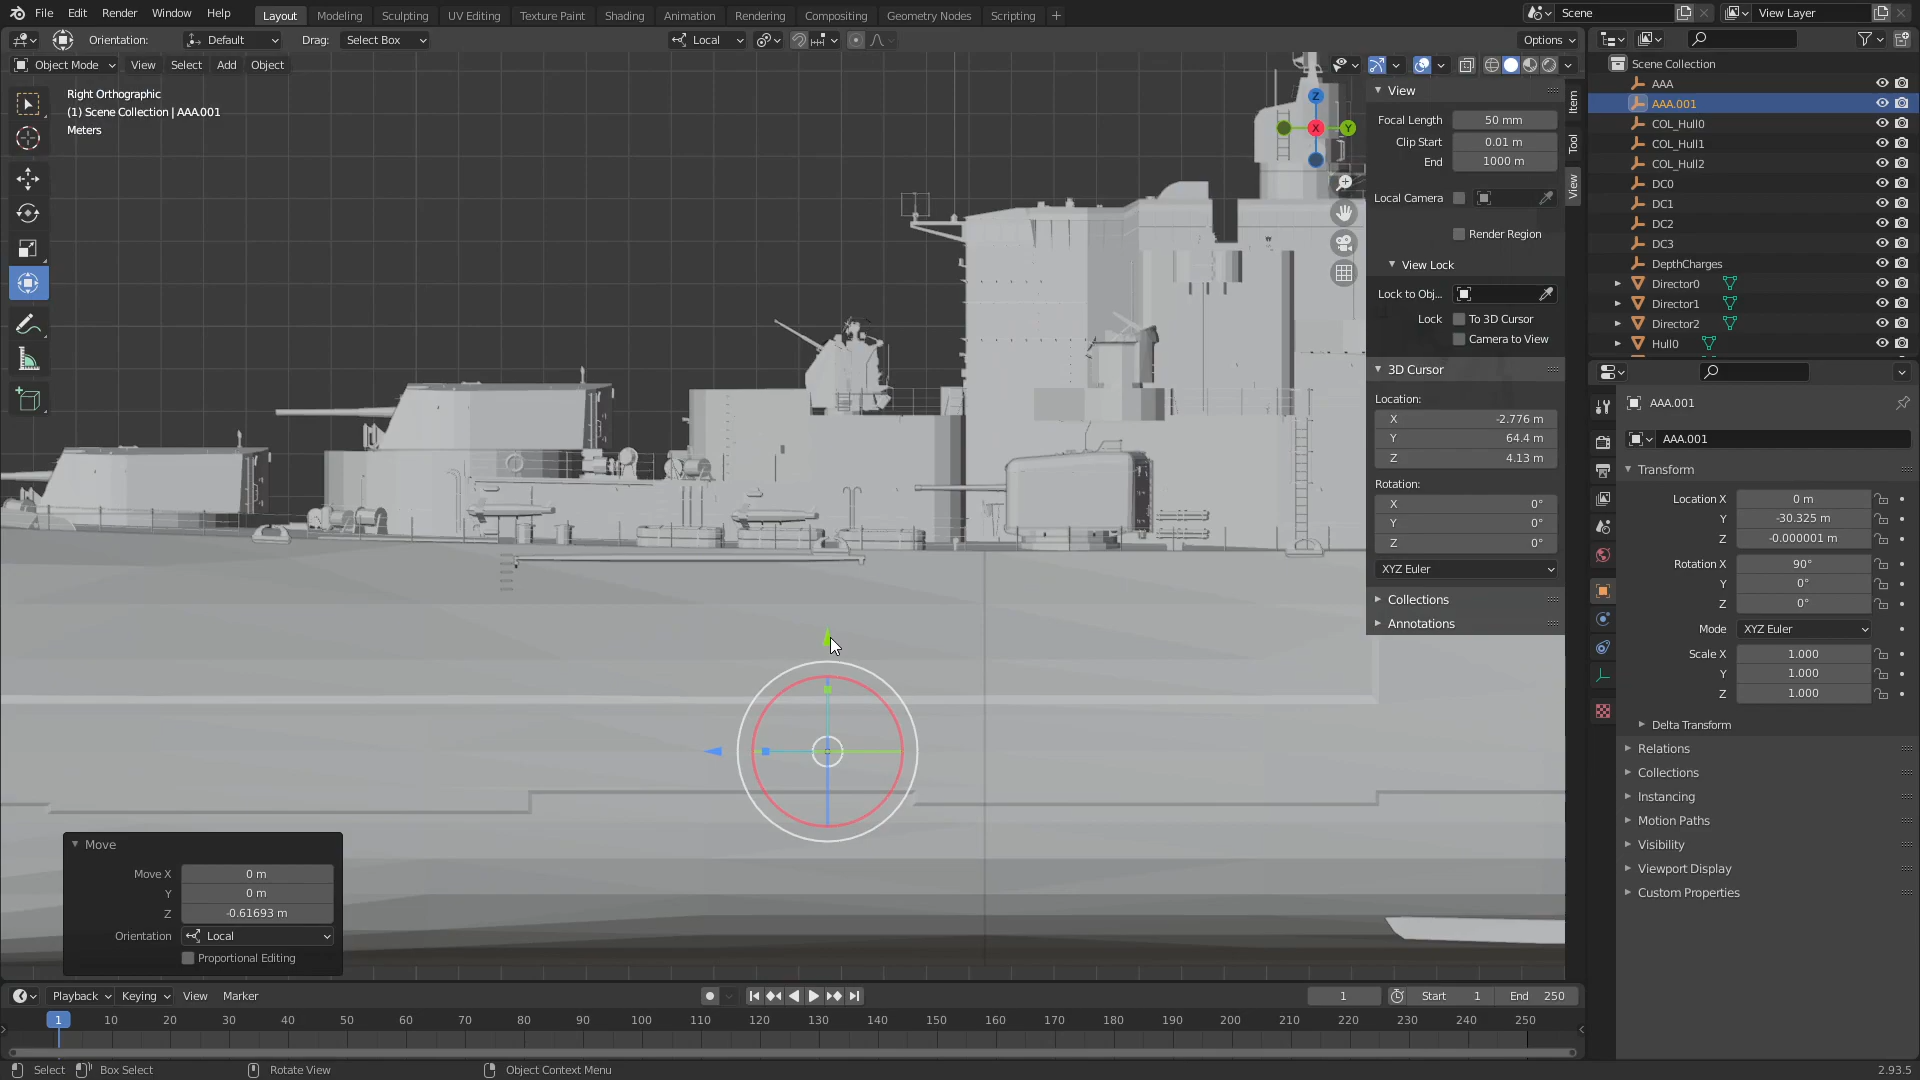 File Edit Render Window Help Layout Modeling Sculpting UV Editing Texture Paint Shading Animation Rendering Compositing Geometry Nodes Scripting + Scene View Layer
Orientation: Default Drag: Select Box Local Options
Object Mode View Select Add Object
Right Orthographic
(1) Scene Collection | AAA.001
Meters
Z
X
Y
View
Focal Length 50 mm
Clip Start 0.01 m
End 1000 m
Local Camera
Render Region
View Lock
Lock to Obj...
Lock To 3D Cursor
Camera to View
3D Cursor
Location:
X -2.776 m
Y 64.4 m
Z 4.13 m
Rotation:
X 0°
Y 0°
Z 0°
XYZ Euler
Collections
Annotations
Item
Tool
View
Scene Collection
AAA
AAA.001
COL_Hull0
COL_Hull1
COL_Hull2
DC0
DC1
DC2
DC3
DepthCharges
Director0
Director1
Director2
Hull0
AAA.001
AAA.001
Transform
Location X 0 m
Y -30.325 m
Z -0.000001 m
Rotation X 90°
Y 0°
Z 0°
Mode XYZ Euler
Scale X 1.000
Y 1.000
Z 1.000
Delta Transform
Relations
Collections
Instancing
Motion Paths
Visibility
Viewport Display
Custom Properties
Move
Move X 0 m
Y 0 m
Z -0.61693 m
Orientation Local
Proportional Editing
Playback Keying View Marker 1 Start 1 End 250
1 10 20 30 40 50 60 70 80 90 100 110 120 130 140 150 160 170 180 190 200 210 220 230 240 250
Select Box Select Rotate View Object Context Menu 2.93.5